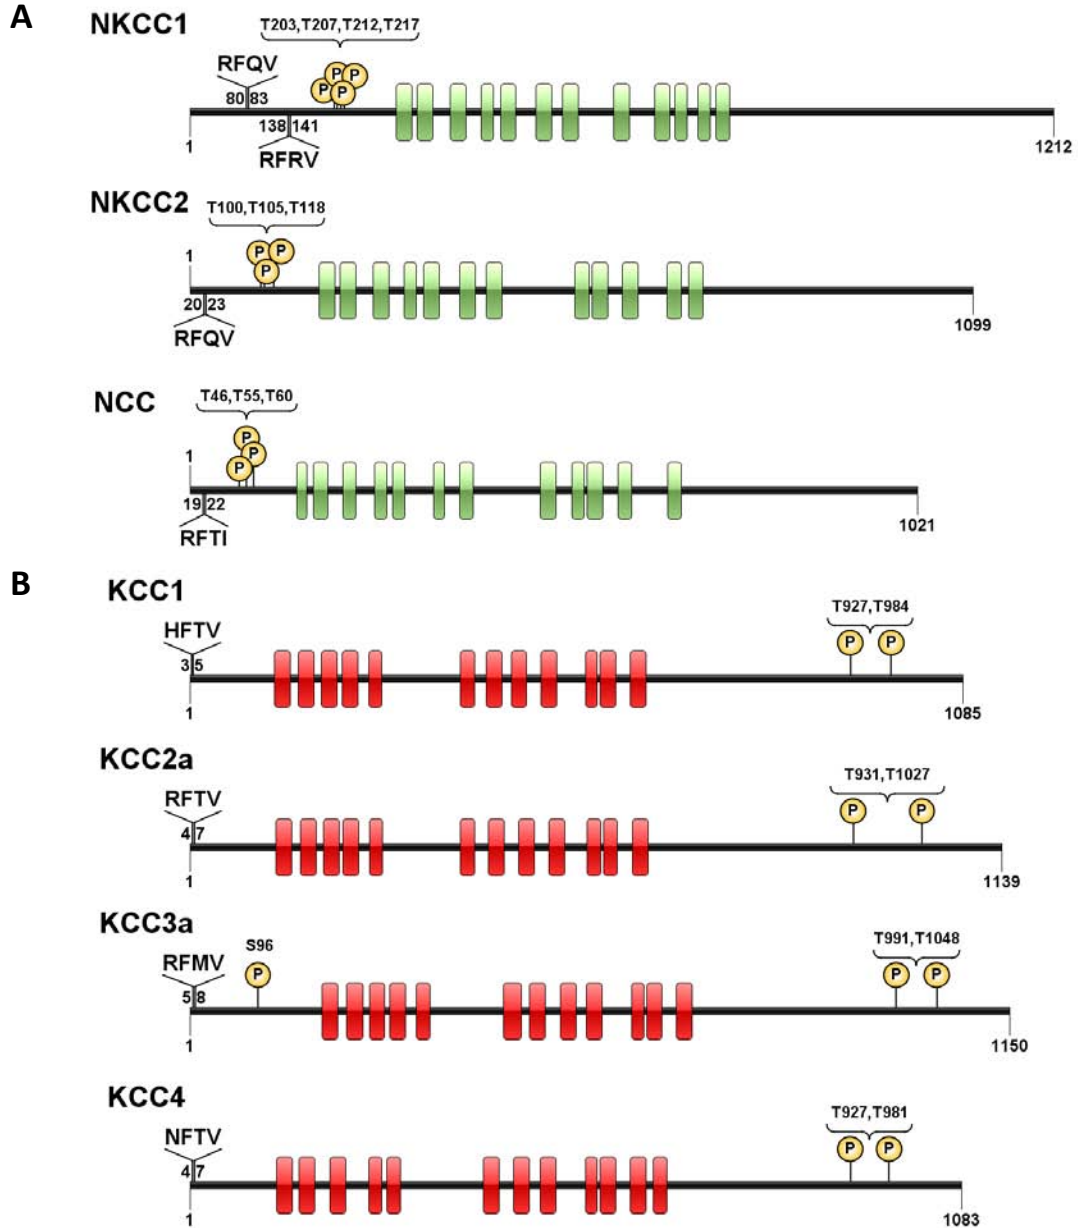 A
NKCC1
T203,T207,T212,T217
RFQV
P P
P P
80 83
138 141
1
1212
RFRV
NKCC2
T100,T105,T118
1
P P
P
20 23
RFQV
1099
NCC
T46,T55,T60
1
P
P
P
19 22
RFTI
1021
B
KCC1
T927,T984
HFTV
P P
3 5
1
1085
KCC2a
T931,T1027
RFTV
P P
4 7
1
1139
KCC3a
S96
T991,T1048
RFMV
P P P
5 8
1
1150
KCC4
T927,T981
NFTV
P P
4 7
1
1083